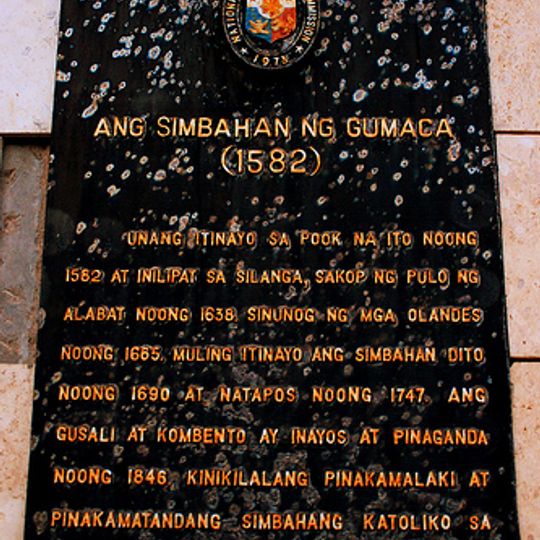 NATIONAL
1972
ANG SIMBAHAN NG GUMACA
(1582)
UNANG ITINAYO SA POOK NA ITO NOONG
1582 AT INILIPAT SA SILANGA, SAKOP NG PULO NG
ALABAT NOONG 1638. SINUNOG NG MGA OLANDES
NOONG 1665. MULING ITINAYO ANG SIMBAHAN DITO
NOONG 1690 AT NATAPOS NOONG 1747. ANG
GUSALI AT KOMBENTO AY INAYOS AT PINAGANDA
NOONG 1846. KINIKILALANG PINAKAMALAKI AT
PINAKAMATANDANG SIMBAHANG KATOLIKO SA